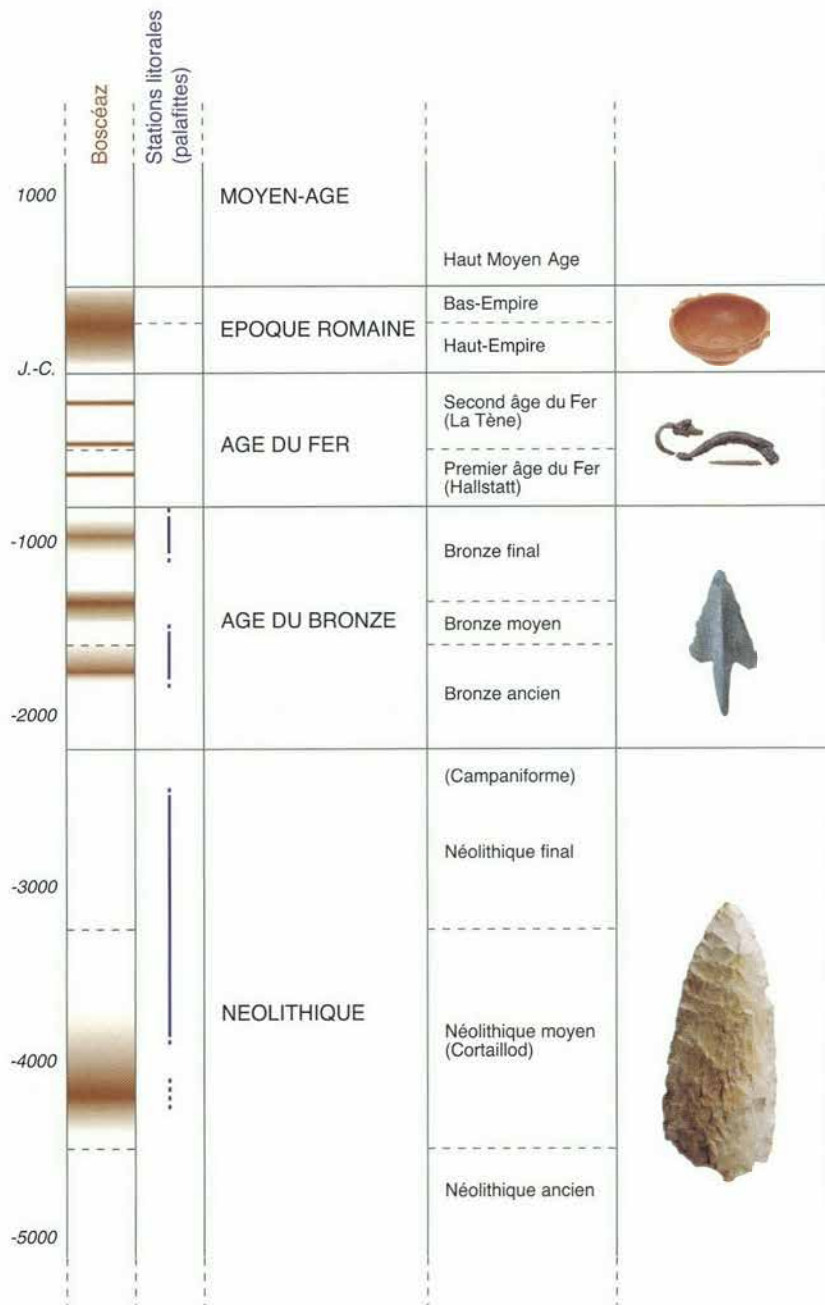 Boscéaz
Stations litorales
(palafittes)
1000
MOYEN-AGE
Haut Moyen Age
Bas-Empire
EPOQUE ROMAINE
Haut-Empire
J.-C.
Second âge du Fer
(La Tène)
AGE DU FER
Premier âge du Fer
(Hallstatt)
-1000
Bronze final
AGE DU BRONZE
Bronze moyen
Bronze ancien
-2000
(Campaniforme)
Néolithique final
-3000
NEOLITHIQUE
Néolithique moyen
(Cortaillod)
-4000
Néolithique ancien
-5000